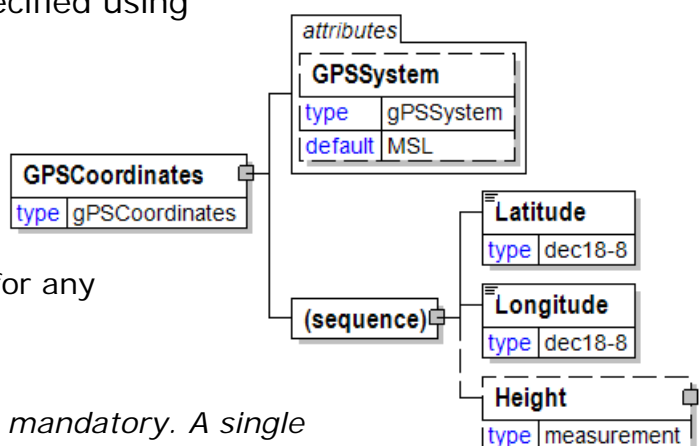 ecified using
attributes
GPSSystem
type gPSSystem
default MSL
GPSCoordinates
type gPSCoordinates
Latitude
type dec18-8
for any
(sequence)
Longitude
type dec18-8
Height
mandatory. A single
type measurement